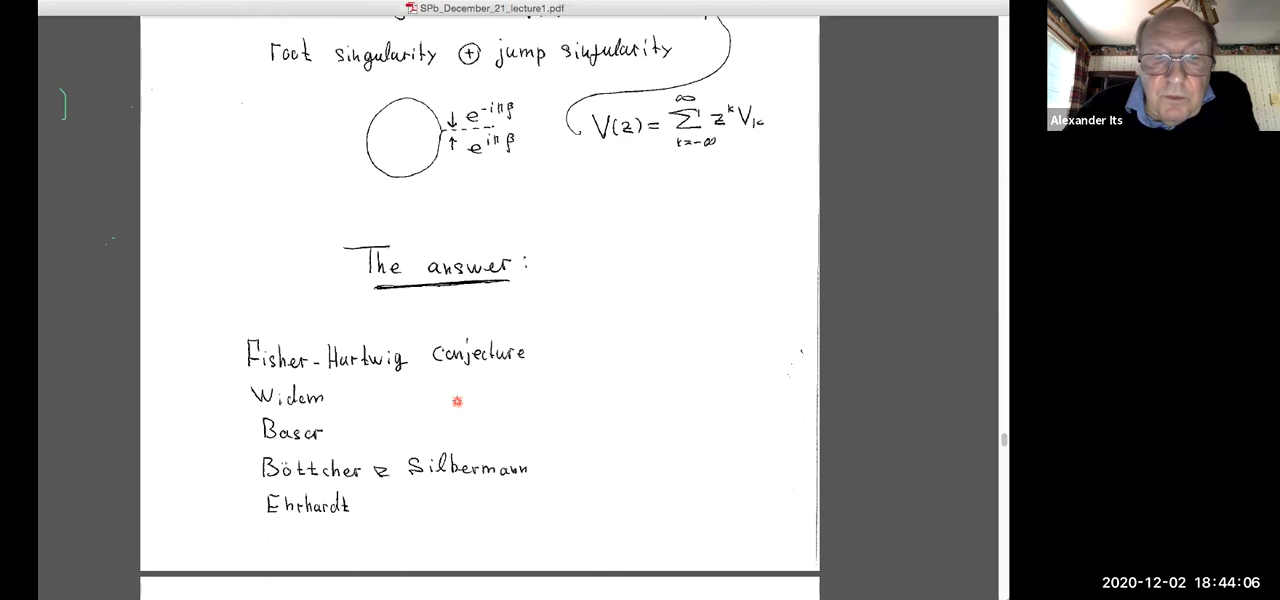 SPb_December_21_lecture1.pdf
root singularity ⊕ jump singularity
e^{-iπβ}
e^{iπβ}
V(z) = ∑_{k=-∞}^{∞} z^k V_k
The answer:
Fisher-Hartwig conjecture
Widom
Basor
Böttcher & Silbermann
Ehrhardt
Alexander Its
2020-12-02 18:44:06